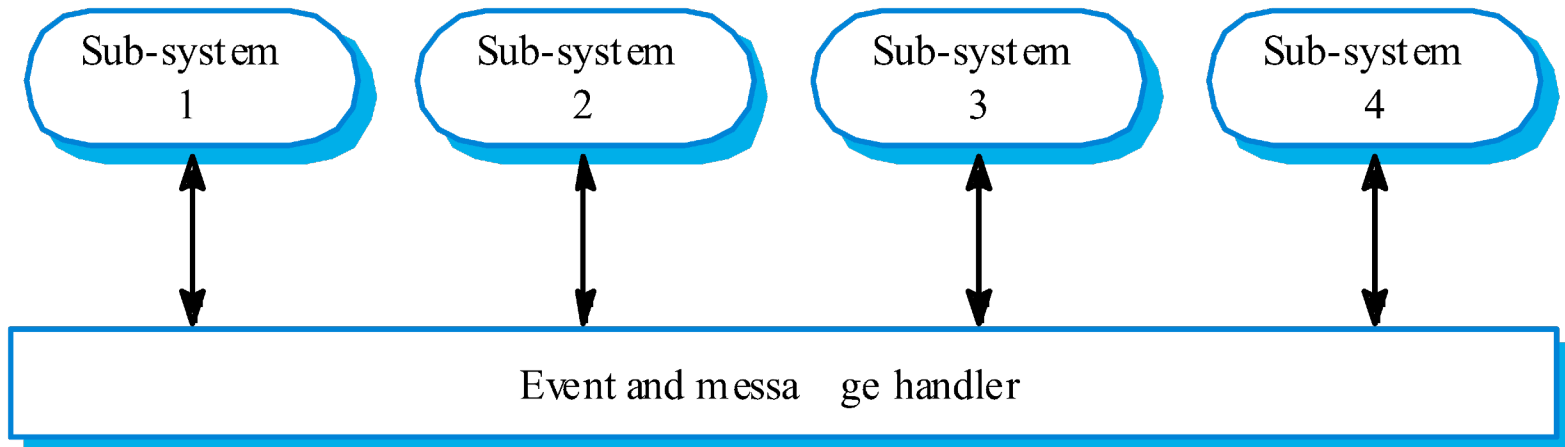 Sub-system
1
Sub-system
2
Sub-system
3
Sub-system
4
Event and messa ge handler